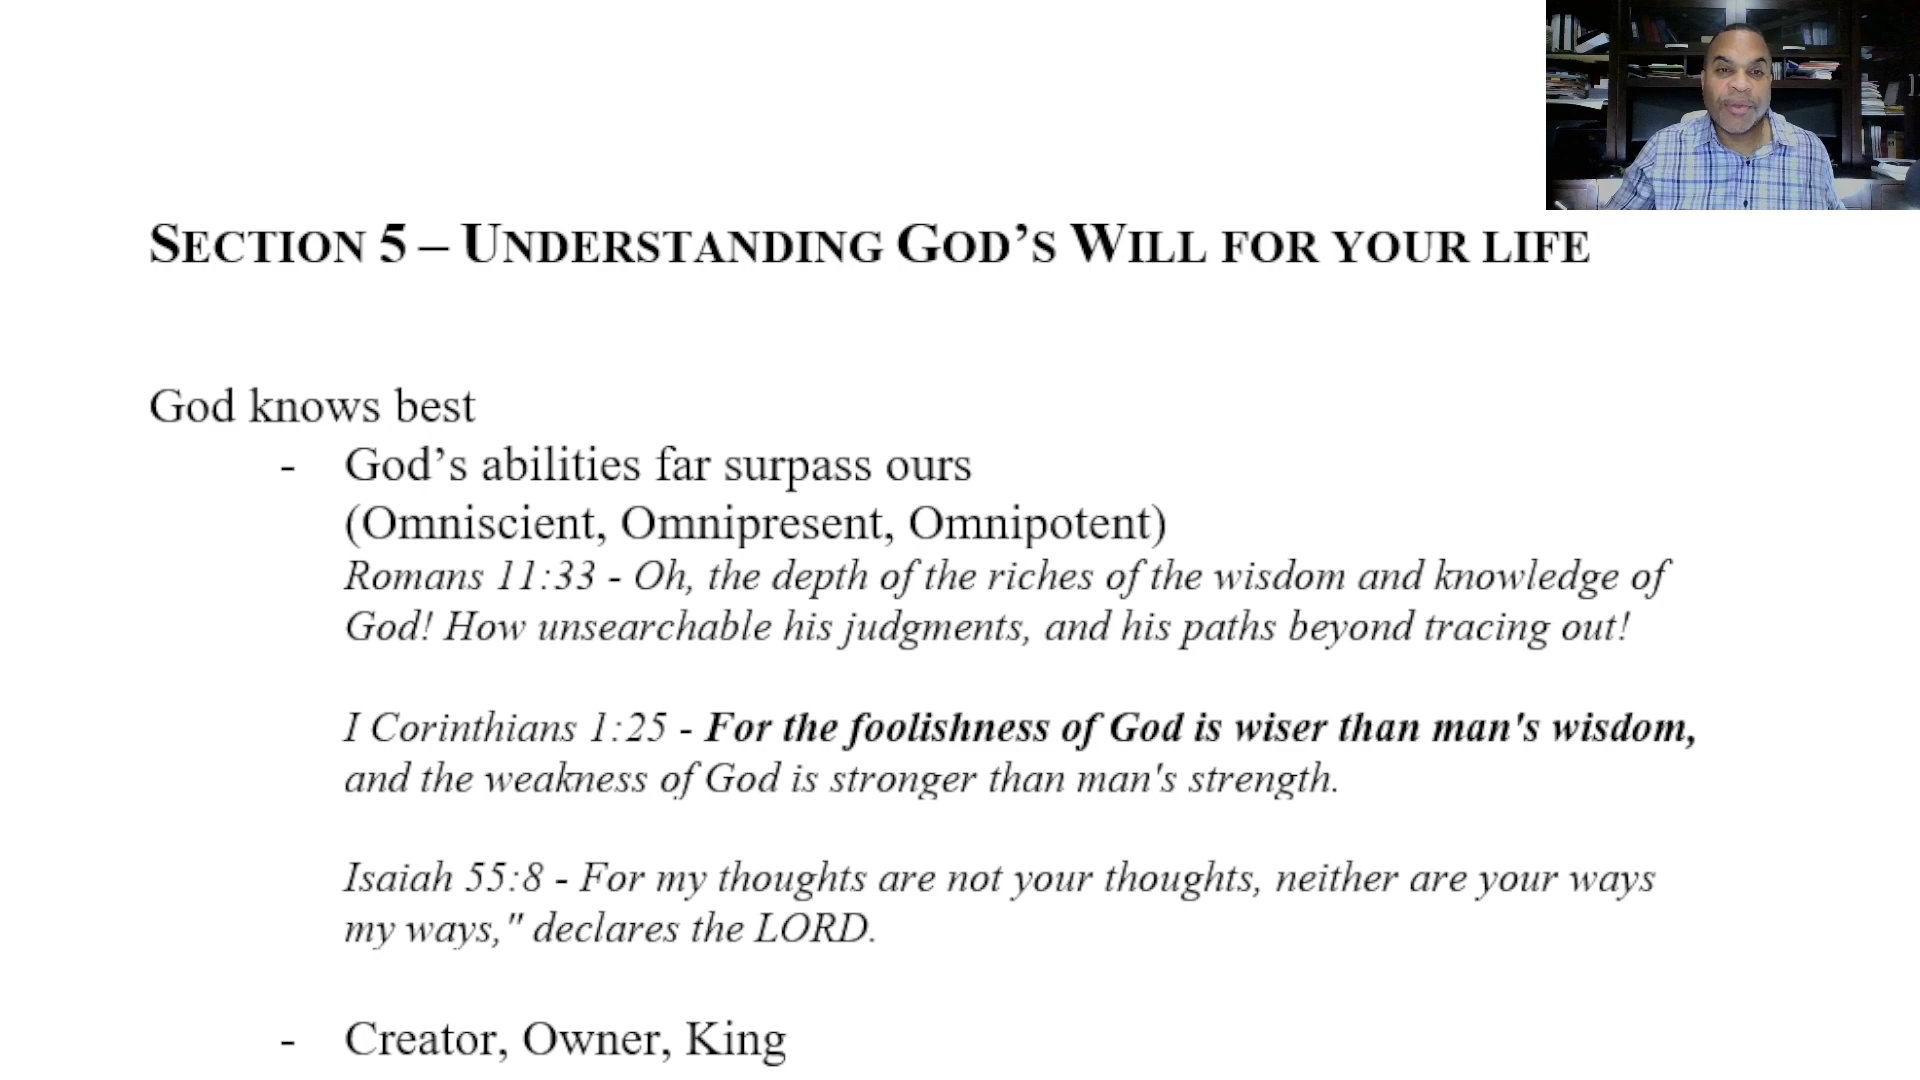 SECTION 5 – UNDERSTANDING GOD’S WILL FOR YOUR LIFE
God knows best
- God’s abilities far surpass ours
(Omniscient, Omnipresent, Omnipotent)
Romans 11:33 - Oh, the depth of the riches of the wisdom and knowledge of
God! How unsearchable his judgments, and his paths beyond tracing out!
I Corinthians 1:25 - For the foolishness of God is wiser than man's wisdom,
and the weakness of God is stronger than man's strength.
Isaiah 55:8 - For my thoughts are not your thoughts, neither are your ways
my ways," declares the LORD.
- Creator, Owner, King